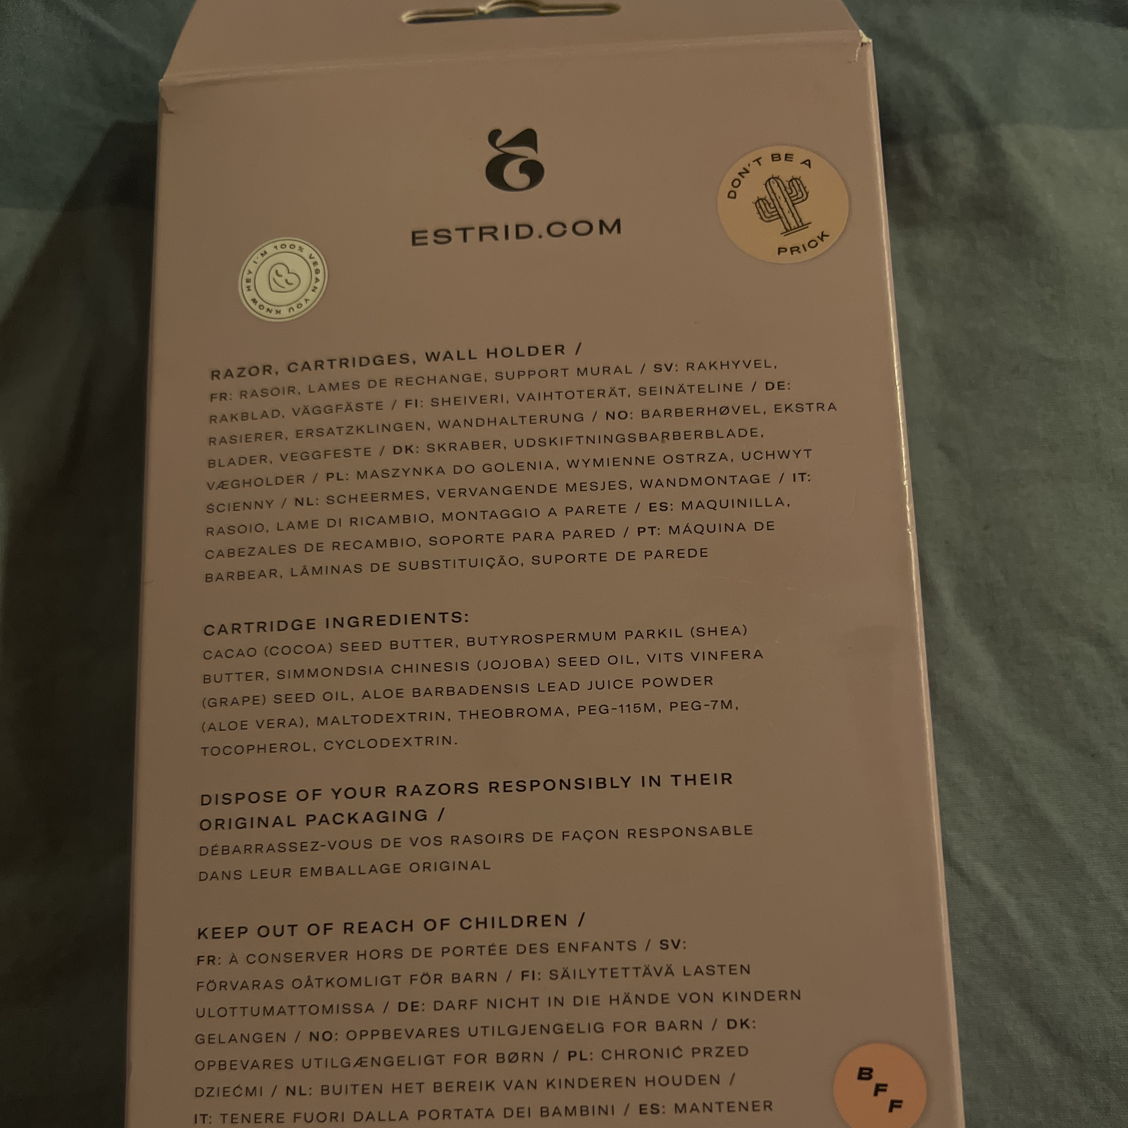 ESTRID.COM
DON'T BE A
PRICK
HEY I'M 100% VEGAN YOU KNOW
RAZOR, CARTRIDGES, WALL HOLDER /
FR: RASOIR, LAMES DE RECHANGE, SUPPORT MURAL / SV: RAKHYVEL,
RAKBLAD, VÄGGFÄSTE / FI: SHEIVERI, VAIHTOTERÄT, SEINÄTELINE / DE:
RASIERER, ERSATZKLINGEN, WANDHALTERUNG / NO: BARBERHØVEL, EKSTRA
BLADER, VEGGFESTE / DK: SKRABER, UDSKIFTNINGSBARBERBLADE,
VÆGHOLDER / PL: MASZYNKA DO GOLENIA, WYMIENNE OSTRZA, UCHWYT
ŚCIENNY / NL: SCHEERMES, VERVANGENDE MESJES, WANDMONTAGE / IT:
RASOIO, LAME DI RICAMBIO, MONTAGGIO A PARETE / ES: MAQUINILLA,
CABEZALES DE RECAMBIO, SOPORTE PARA PARED / PT: MÁQUINA DE
BARBEAR, LÂMINAS DE SUBSTITUIÇÃO, SUPORTE DE PAREDE
CARTRIDGE INGREDIENTS:
CACAO (COCOA) SEED BUTTER, BUTYROSPERMUM PARKIL (SHEA)
BUTTER, SIMMONDSIA CHINESIS (JOJOBA) SEED OIL, VITS VINFERA
(GRAPE) SEED OIL, ALOE BARBADENSIS LEAD JUICE POWDER
(ALOE VERA), MALTODEXTRIN, THEOBROMA, PEG-115M, PEG-7M,
TOCOPHEROL, CYCLODEXTRIN.
DISPOSE OF YOUR RAZORS RESPONSIBLY IN THEIR
ORIGINAL PACKAGING /
DÉBARRASSEZ-VOUS DE VOS RASOIRS DE FAÇON RESPONSABLE
DANS LEUR EMBALLAGE ORIGINAL
KEEP OUT OF REACH OF CHILDREN /
FR: À CONSERVER HORS DE PORTÉE DES ENFANTS / SV:
FÖRVARAS OÅTKOMLIGT FÖR BARN / FI: SÄILYTETTÄVÄ LASTEN
ULOTTUMATTOMISSA / DE: DARF NICHT IN DIE HÄNDE VON KINDERN
GELANGEN / NO: OPPBEVARES UTILGJENGELIG FOR BARN / DK:
OPBEVARES UTILGÆNGELIGT FOR BØRN / PL: CHRONIĆ PRZED
DZIEĆMI / NL: BUITEN HET BEREIK VAN KINDEREN HOUDEN /
IT: TENERE FUORI DALLA PORTATA DEI BAMBINI / ES: MANTENER
BFF